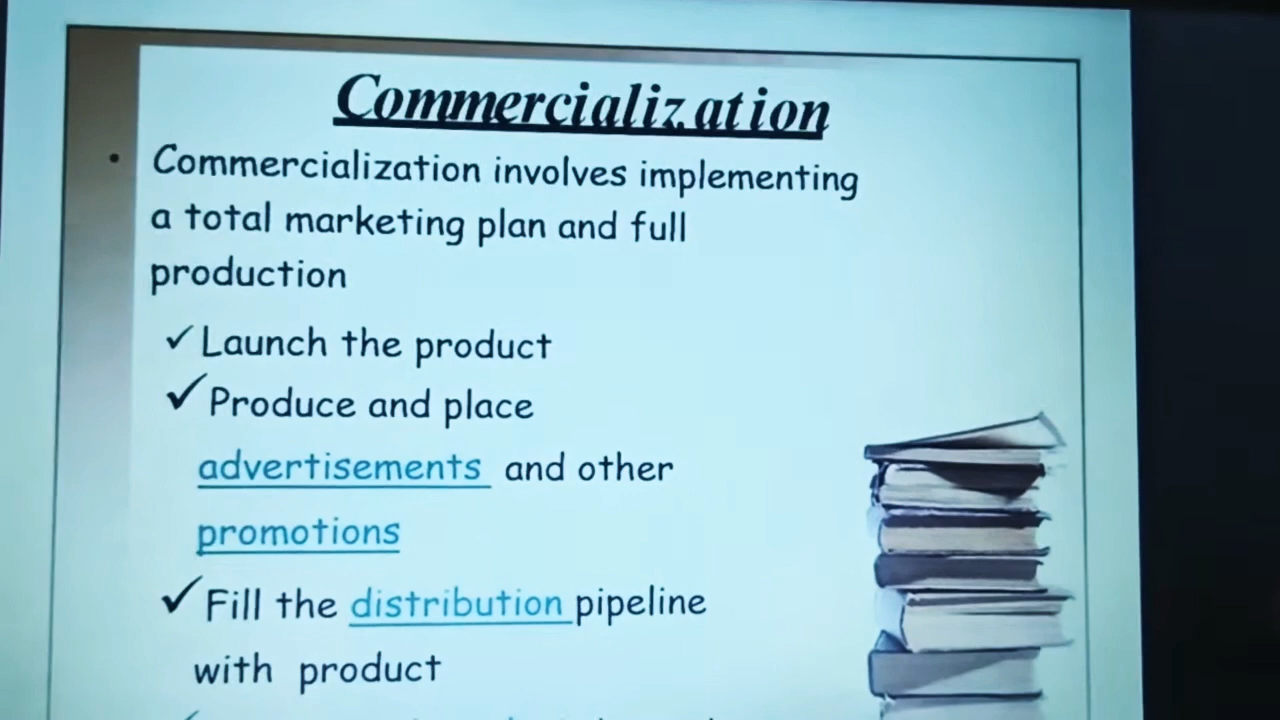 Commercialization
• Commercialization involves implementing
a total marketing plan and full
production
✓ Launch the product
✓ Produce and place
advertisements and other
promotions
✓ Fill the distribution pipeline
with product